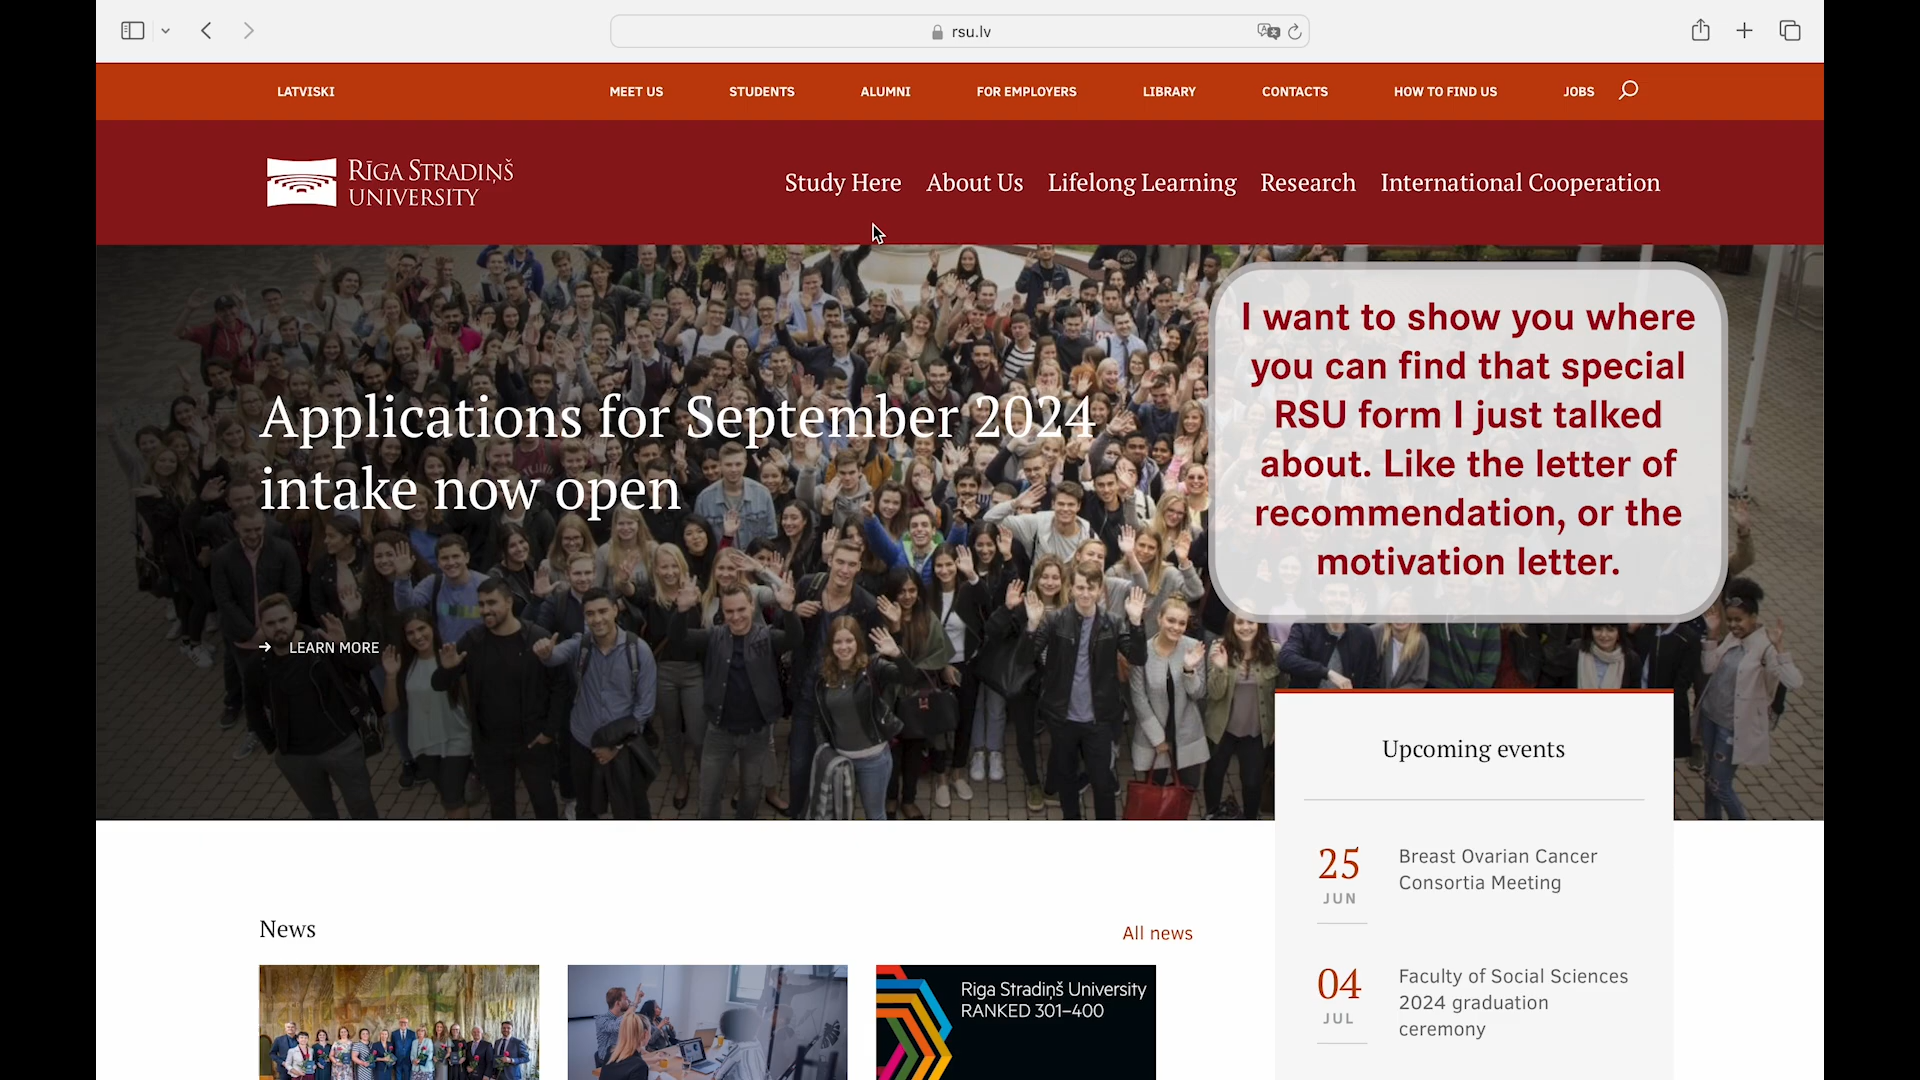 rsu.lv
LATVISKI
MEET US
STUDENTS
ALUMNI
FOR EMPLOYERS
LIBRARY
CONTACTS
HOW TO FIND US
JOBS
RĪGA STRADIŅŠ
UNIVERSITY
Study Here
About Us
Lifelong Learning
Research
International Cooperation
I want to show you where
you can find that special
RSU form I just talked
about. Like the letter of
recommendation, or the
motivation letter.
Applications for September 2024
intake now open
LEARN MORE
Upcoming events
25
JUN
Breast Ovarian Cancer
Consortia Meeting
04
JUL
Faculty of Social Sciences
2024 graduation
ceremony
News
All news
Rīga Stradiņš University
RANKED 301–400